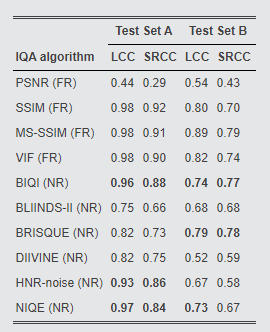 Test Set A Test Set B
IQA algorithm LCC SRCC LCC SRCC
PSNR (FR) 0.44 0.29 0.54 0.43
SSIM (FR) 0.98 0.92 0.80 0.70
MS-SSIM (FR) 0.98 0.91 0.89 0.79
VIF (FR) 0.98 0.90 0.82 0.74
BIQI (NR) 0.96 0.88 0.74 0.77
BLIINDS-II (NR) 0.75 0.66 0.68 0.68
BRISQUE (NR) 0.82 0.73 0.79 0.78
DIIVINE (NR) 0.82 0.75 0.52 0.59
HNR-noise (NR) 0.93 0.86 0.67 0.58
NIQE (NR) 0.97 0.84 0.73 0.67